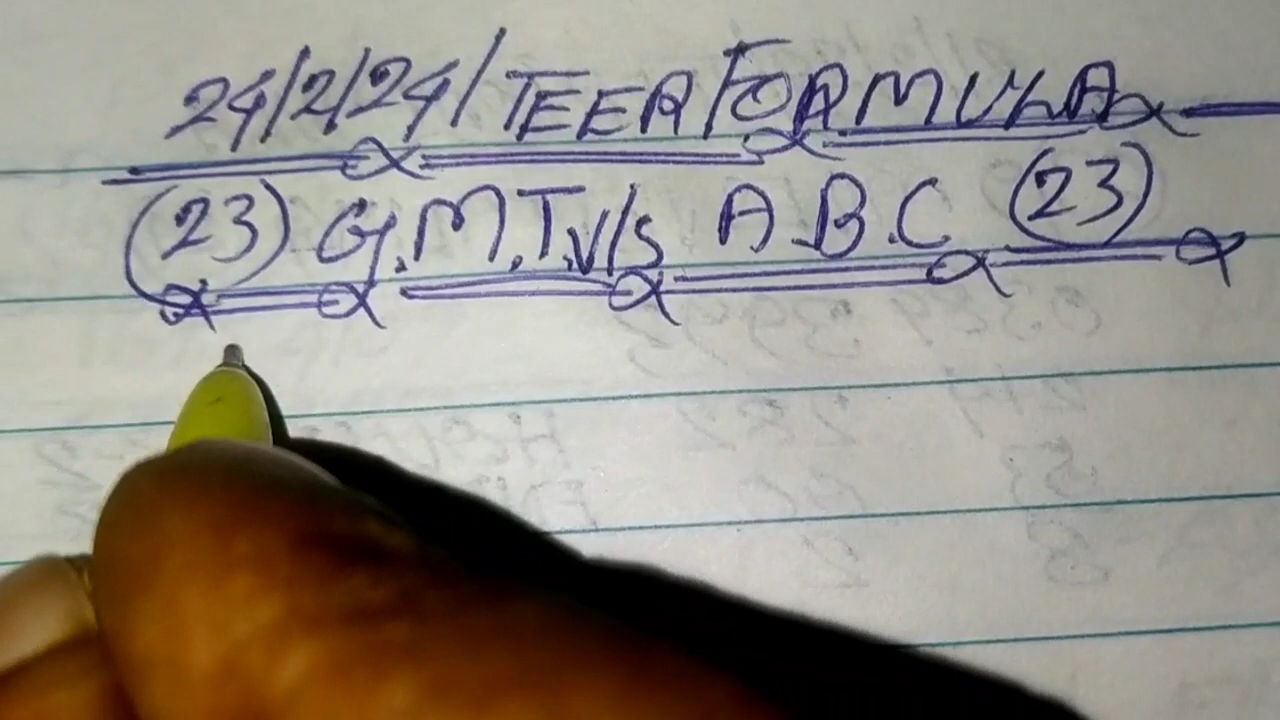 24/2/24/TEER FORMULA
(23) G.M.T.V/S A.B.C (23)